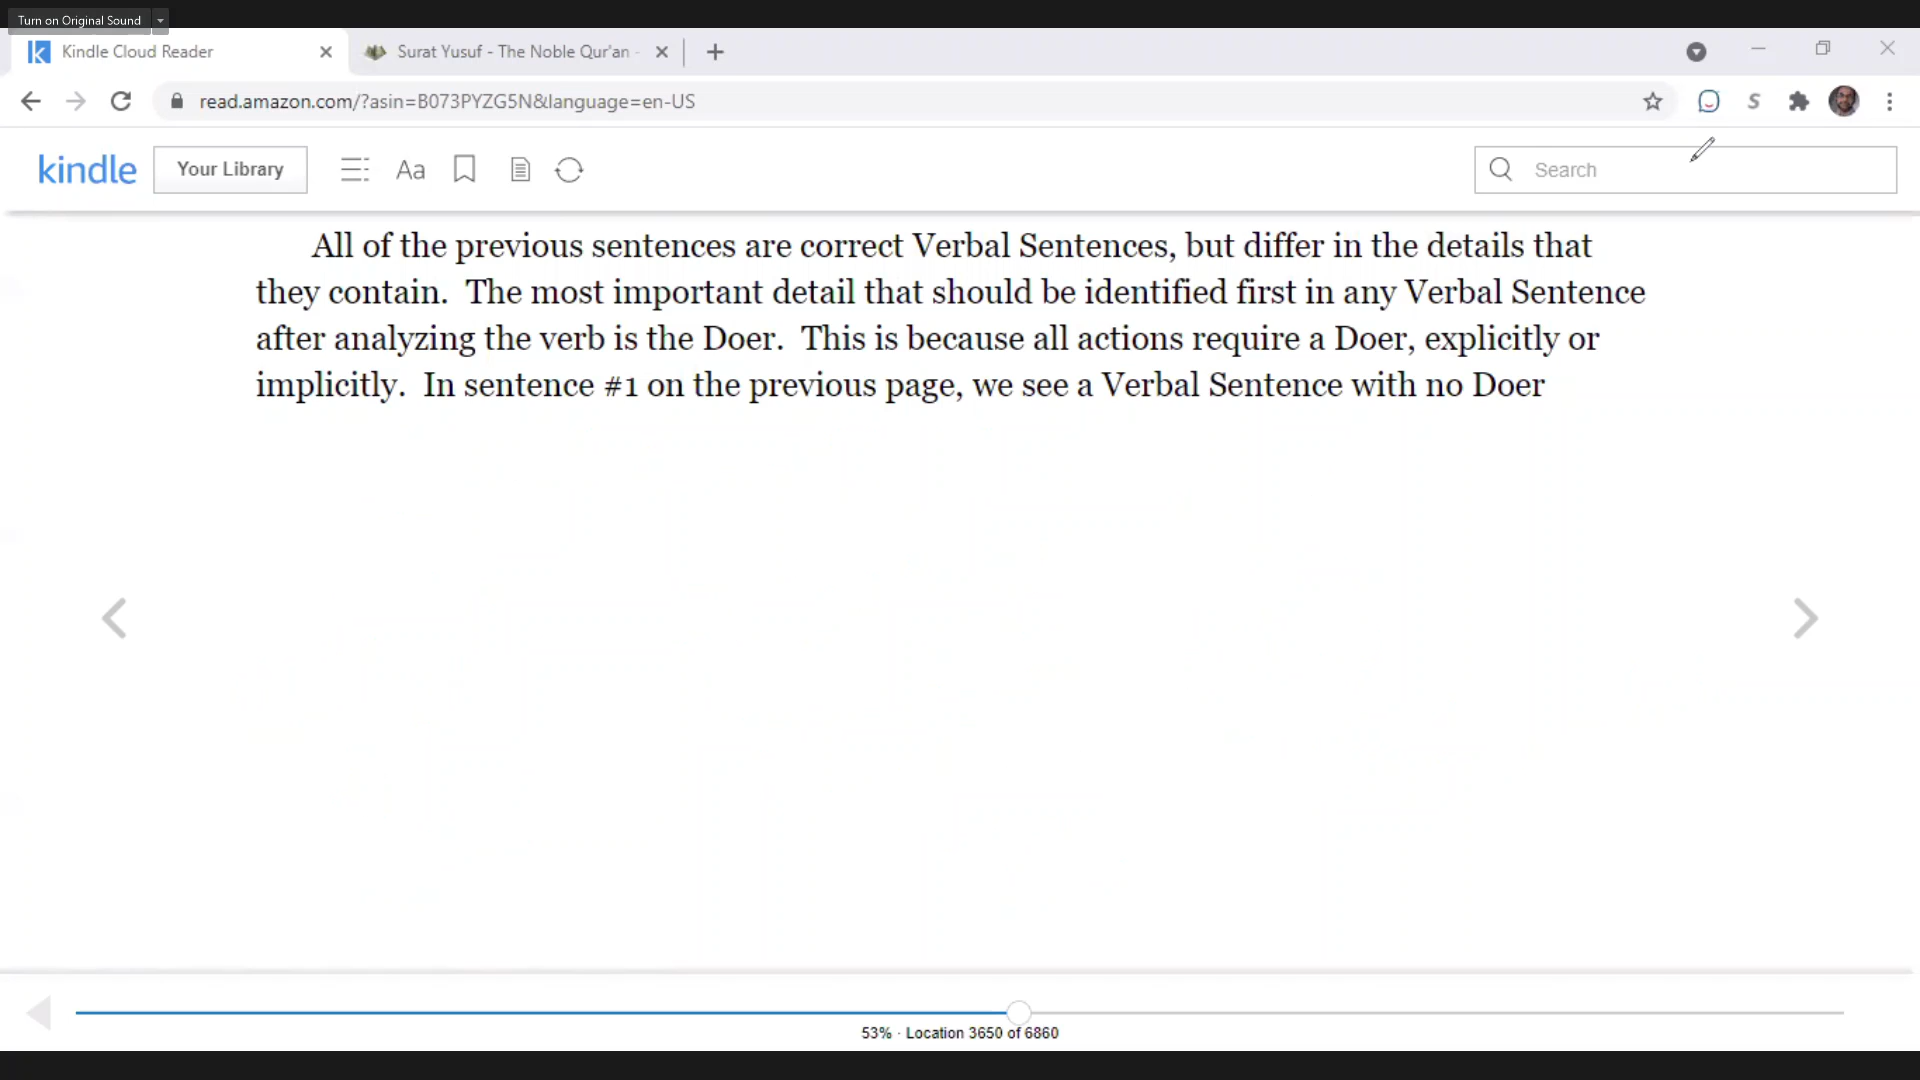 Turn on Original Sound
Kindle Cloud Reader
Surat Yusuf - The Noble Qur'an -
read.amazon.com/?asin=B073PYZG5N&language=en-US
kindle
Your Library
Aa
Search
All of the previous sentences are correct Verbal Sentences, but differ in the details that
they contain. The most important detail that should be identified first in any Verbal Sentence
after analyzing the verb is the Doer. This is because all actions require a Doer, explicitly or
implicitly. In sentence #1 on the previous page, we see a Verbal Sentence with no Doer
53% · Location 3650 of 6860